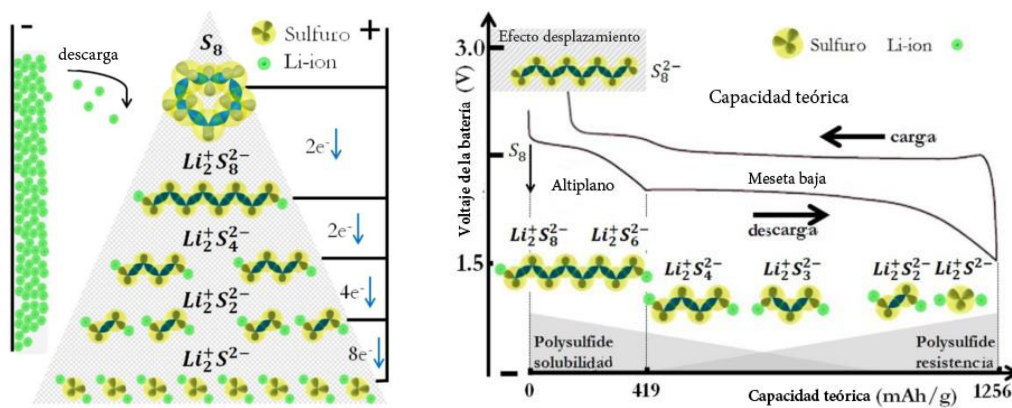 -
S₈
Sulfuro
Li-ion
+
descarga
2e⁻
Li₂⁺S₈²⁻
2e⁻
Li₂⁺S₄²⁻
4e⁻
Li₂⁺S₂²⁻
8e⁻
Li₂⁺S²⁻
Voltaje de la batería (V)
3.0
1.5
Efecto desplazamiento
S₈²⁻
Sulfuro Li-ion
Capacidad teórica
carga
S₈
Altiplano
Meseta baja
descarga
Li₂⁺S₈²⁻ Li₂⁺S₆²⁻
Li₂⁺S₄²⁻ Li₂⁺S₃²⁻ Li₂⁺S₂²⁻ Li₂⁺S²⁻
Polysulfide
solubilidad
Polysulfide
resistencia
0 419 Capacidad teórica (mAh/g) 1256